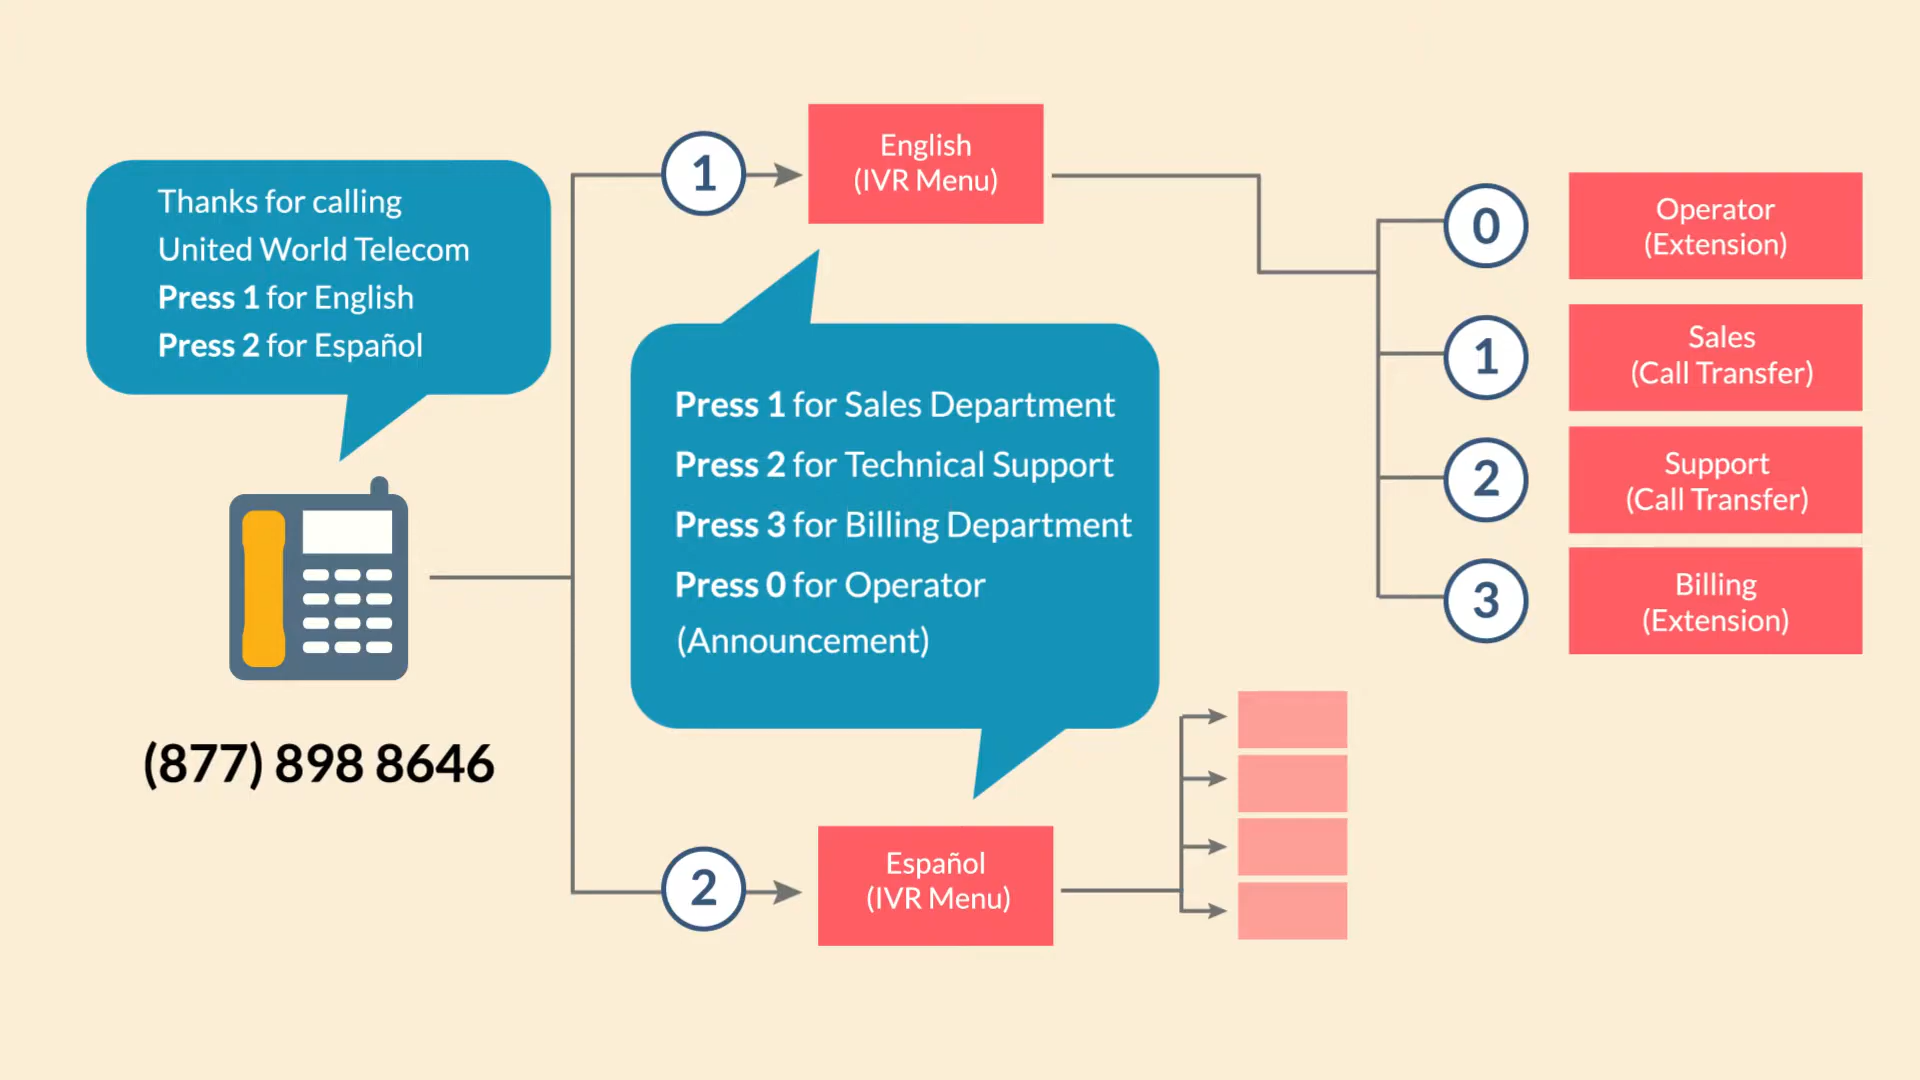 Thanks for calling
United World Telecom
Press 1 for English
Press 2 for Español
(877) 898 8646
1
English
(IVR Menu)
Press 1 for Sales Department
Press 2 for Technical Support
Press 3 for Billing Department
Press 0 for Operator
(Announcement)
2
Español
(IVR Menu)
0
Operator
(Extension)
1
Sales
(Call Transfer)
2
Support
(Call Transfer)
3
Billing
(Extension)